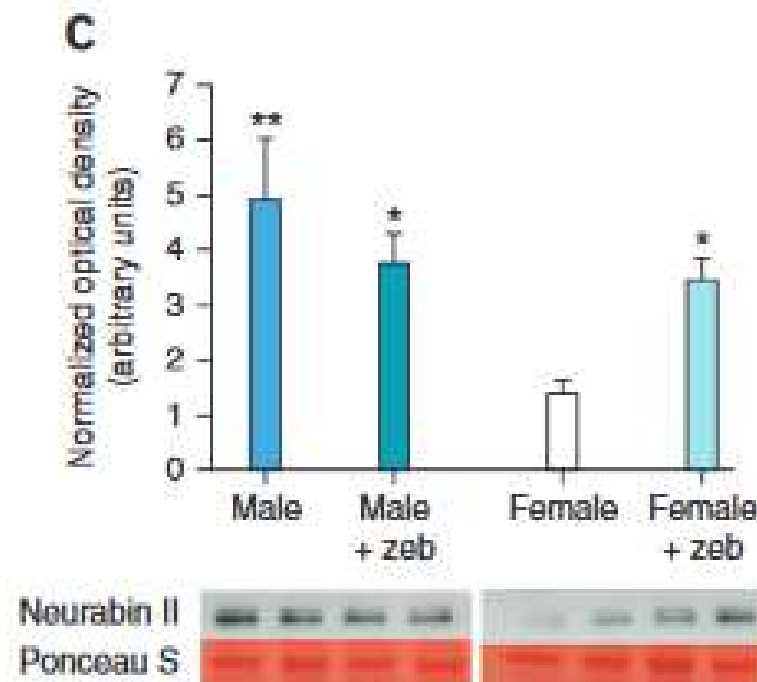 C
Normalized optical density
(arbitrary units)
7
6
5
4
3
2
1
0
**
*
*
Male
Male
+ zeb
Female
Female
+ zeb
Neurabin II
Ponceau S